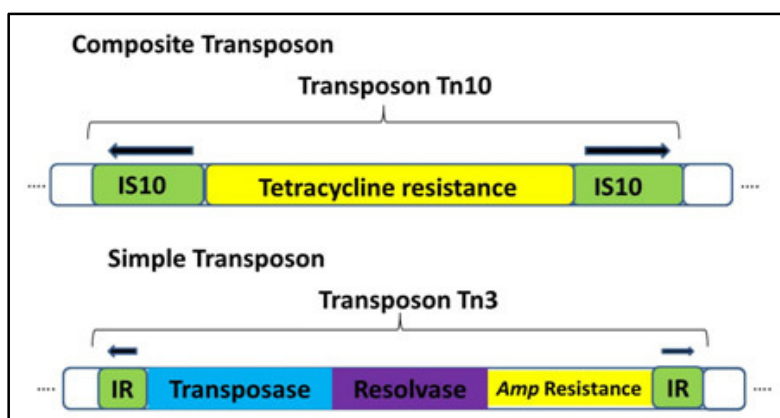 Composite Transposon
Transposon Tn10
IS10 Tetracycline resistance IS10
Simple Transposon
Transposon Tn3
IR Transposase Resolvase Amp Resistance IR